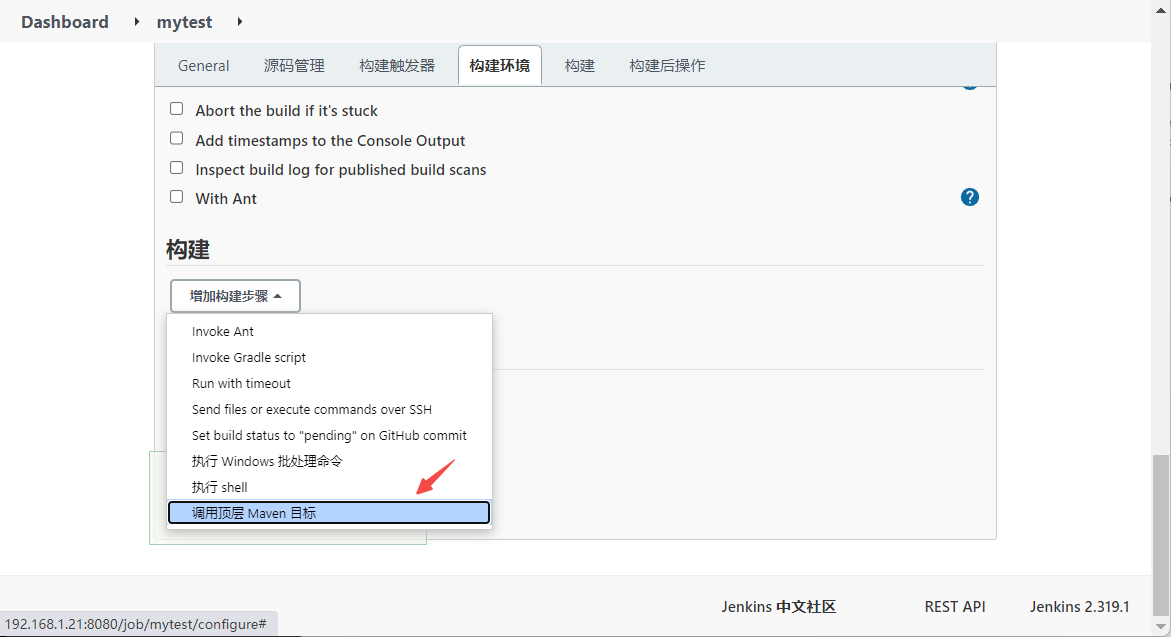 Dashboard mytest
General 源码管理 构建触发器 构建环境 构建 构建后操作
Abort the build if it's stuck
Add timestamps to the Console Output
Inspect build log for published build scans
With Ant ?
构建
增加构建步骤
Invoke Ant
Invoke Gradle script
Run with timeout
Send files or execute commands over SSH
Set build status to "pending" on GitHub commit
执行 Windows 批处理命令
执行 shell
调用顶层 Maven 目标
Jenkins 中文社区 REST API Jenkins 2.319.1
192.168.1.21:8080/job/mytest/configure#